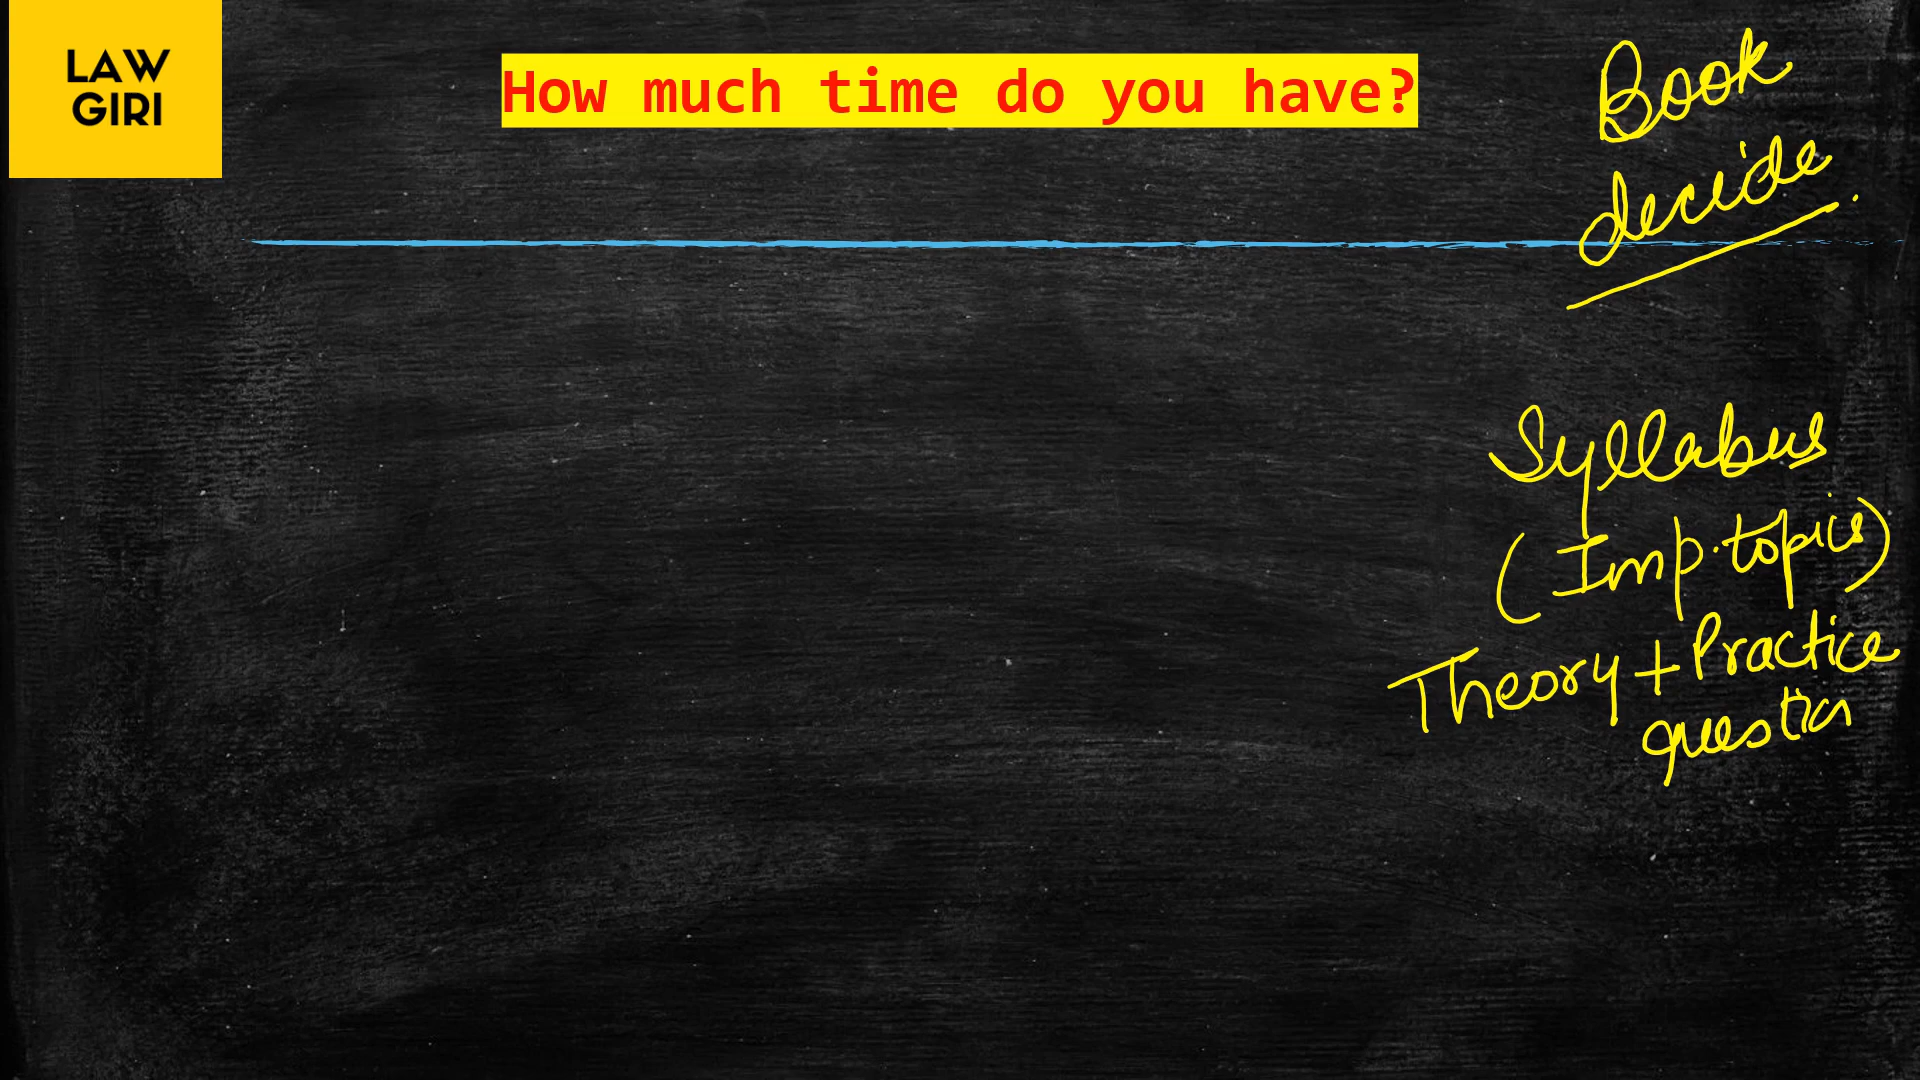 LAW
GIRI
How much time do you have?
Book
decide.
Syllabus
(Imp. topics)
Theory + Practice
question